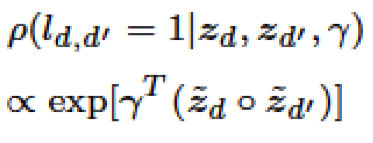 ρ(l_{d,d′} = 1|z_d, z_{d′}, γ)
∝ exp[γ^T (z̃_d ∘ z̃_{d′})]